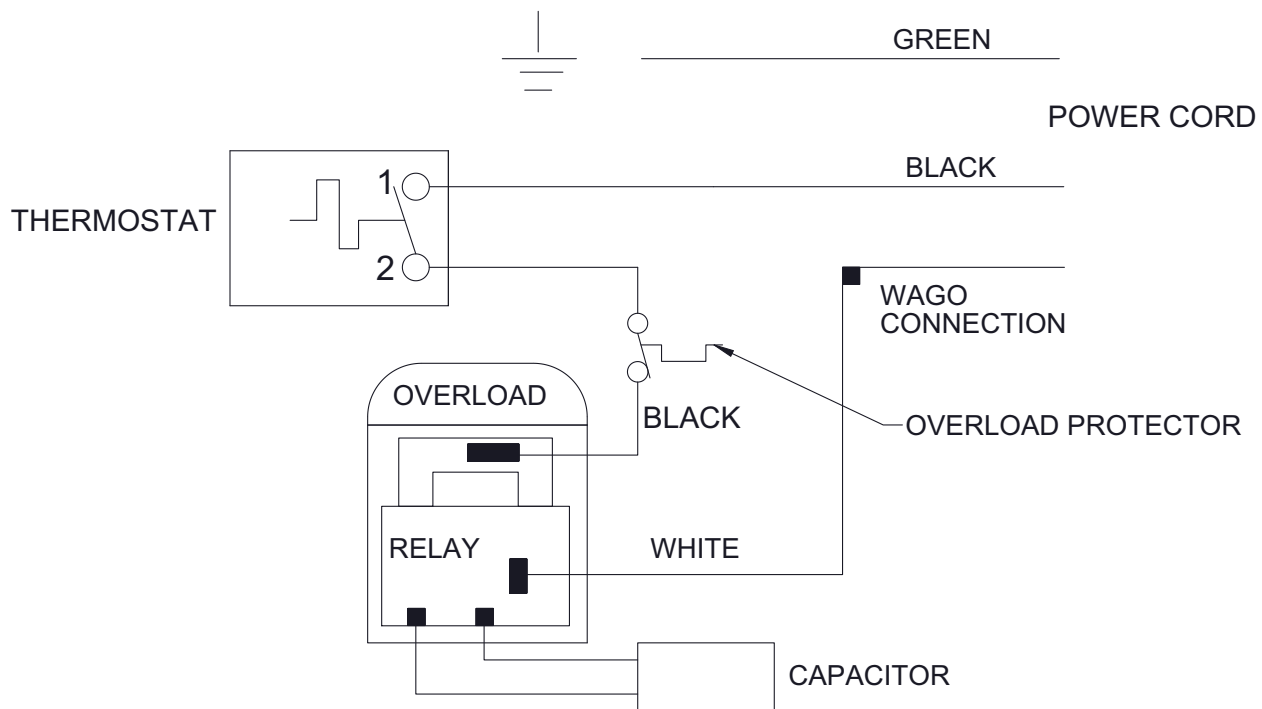 GREEN
POWER CORD
BLACK
THERMOSTAT
1
2
WAGO
CONNECTION
OVERLOAD
BLACK
OVERLOAD PROTECTOR
RELAY
WHITE
CAPACITOR